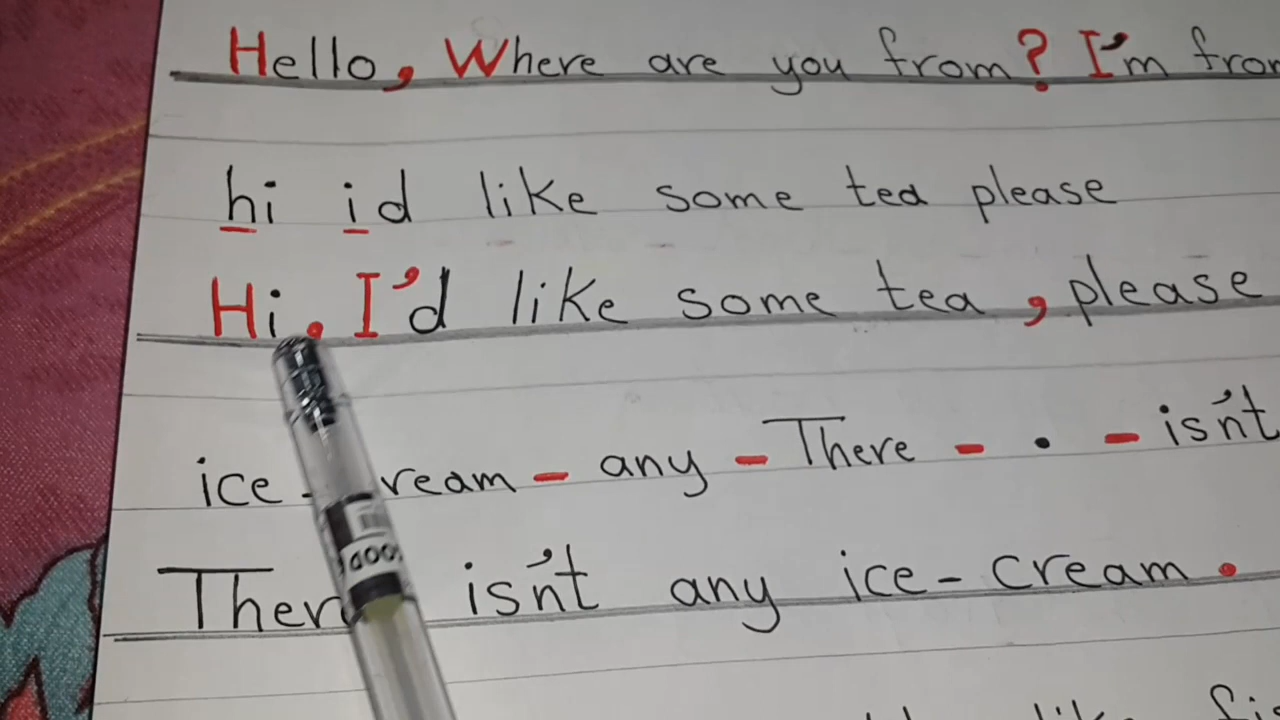 Hello, Where are you from? I'm from
hi id like some tea please
Hi. I'd like some tea, please
ice-cream - any - There - . - isn't
There isn't any ice-cream.